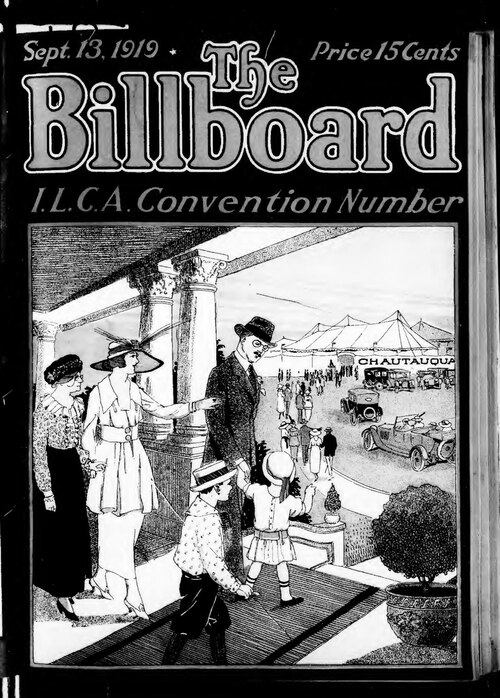 Sept. 13, 1919 · Price 15 Cents
The
Billboard
I.L.C.A. Convention Number
CHAUTAUQUA